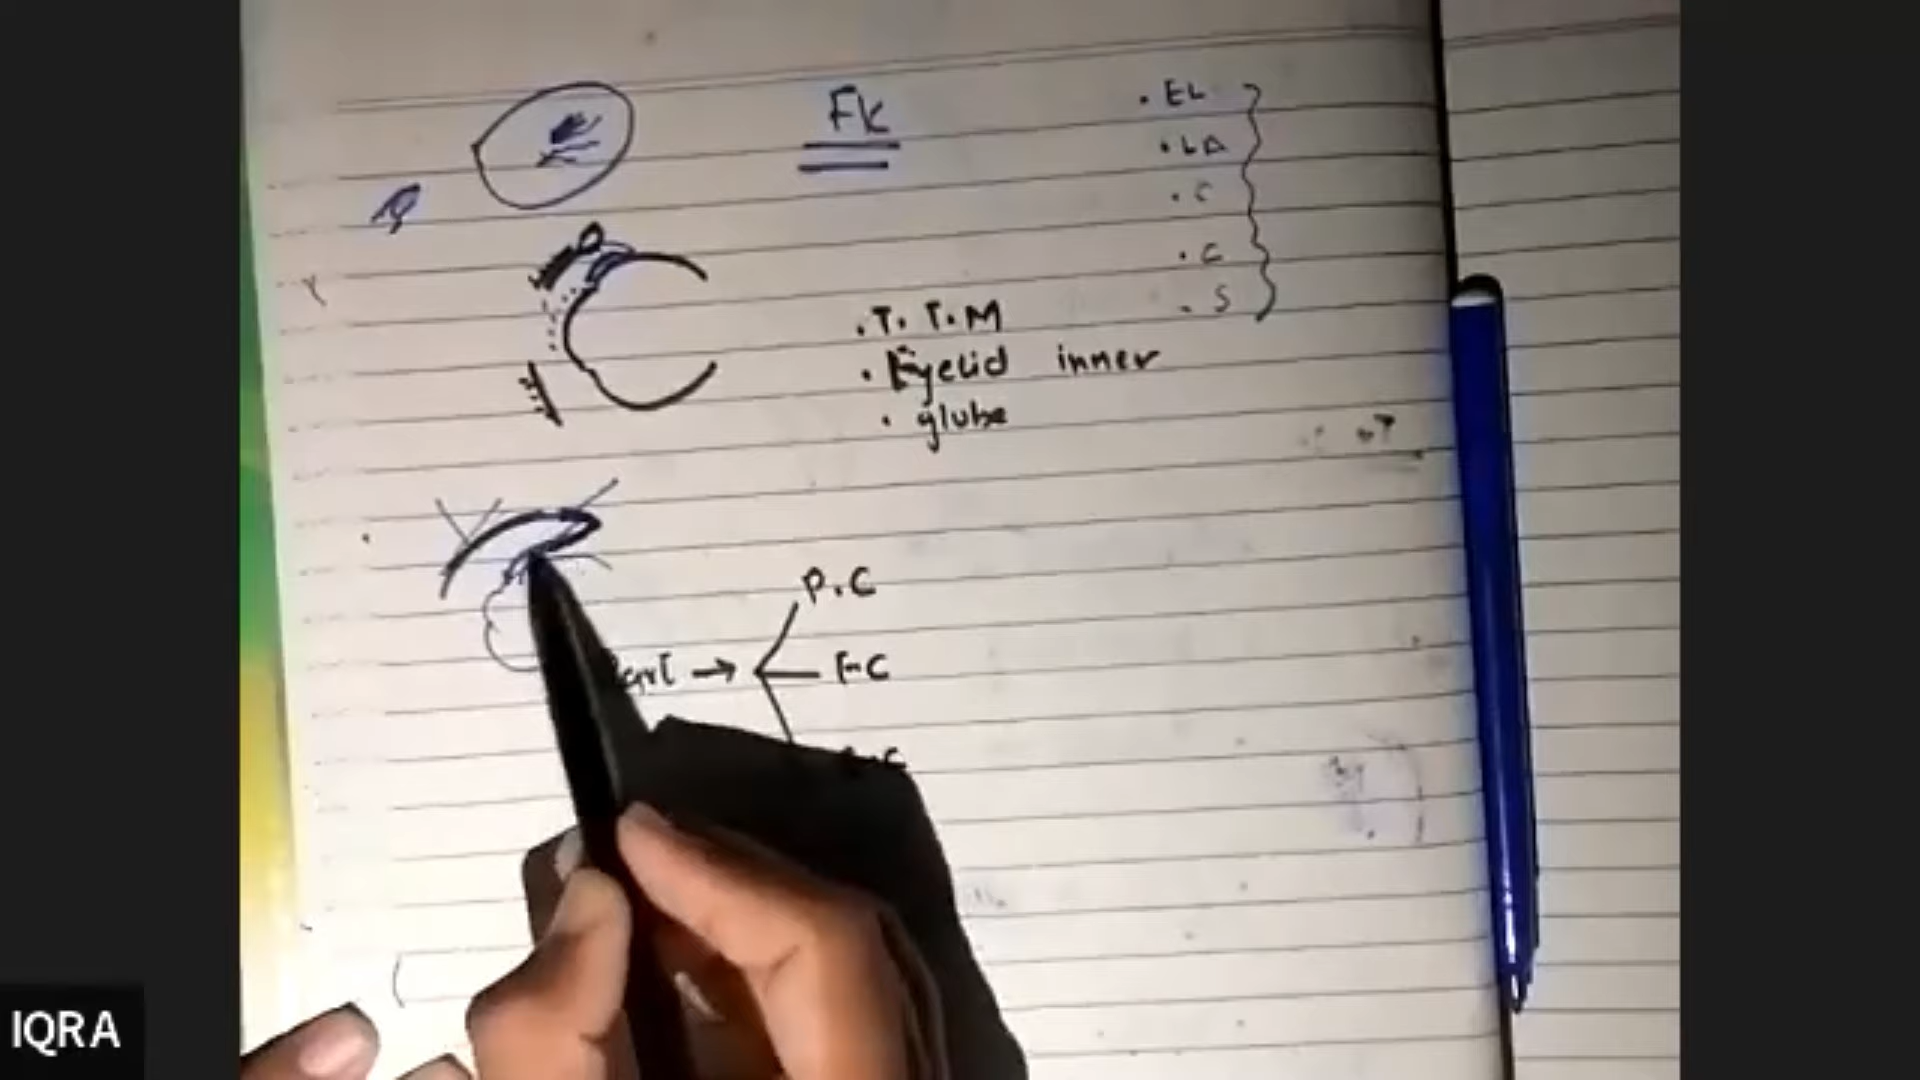 Fk
. EL
. LA
. C
. C
. S
. T. T. M
. Eyelid inner
. globe
P.C
→ F-C
IQRA